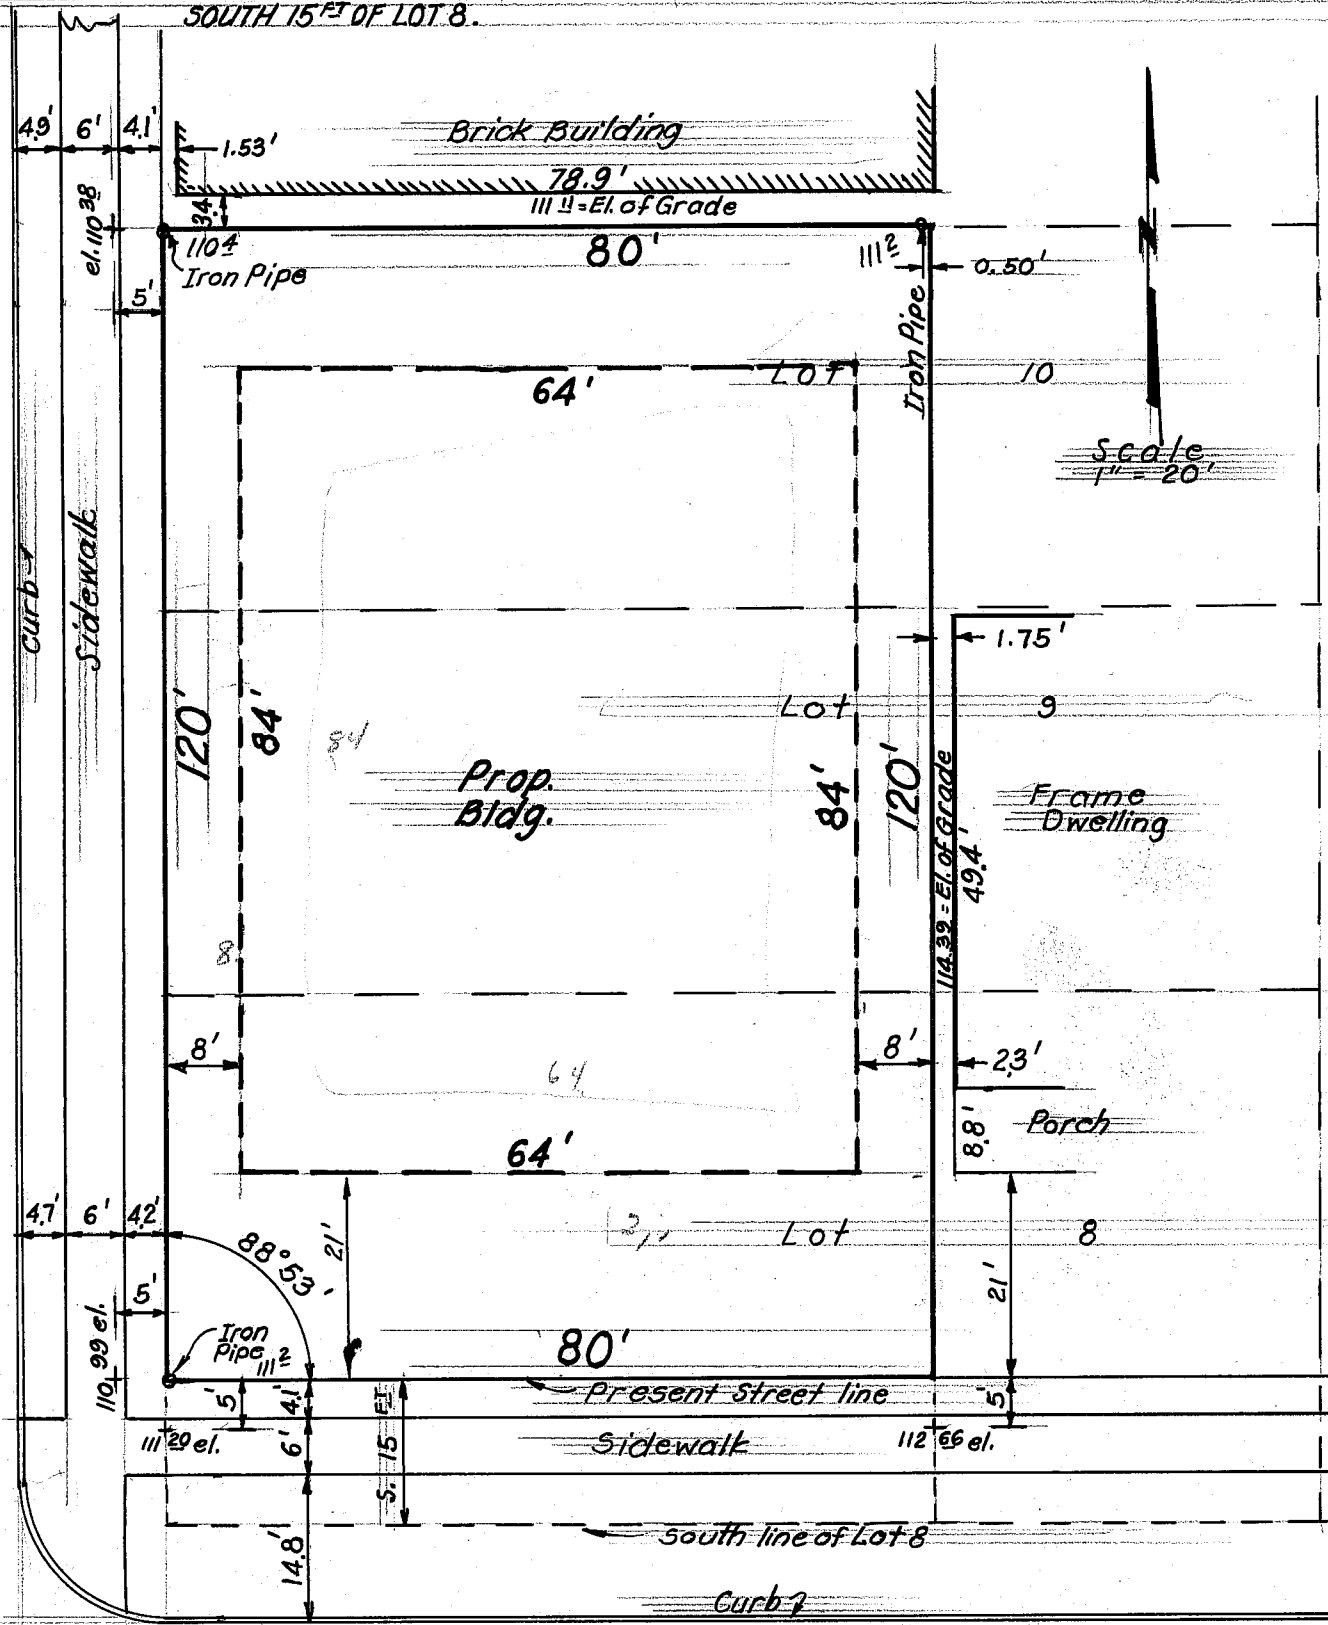 SOUTH 15 FT OF LOT 8.
4.9' 6' 4.1'
Brick Building
1.53'
78.9'
el. 110 38
3.4'
111 11 = El. of Grade
110 4
80'
111 2
0.50'
Iron Pipe
5'
Iron Pipe
64'
Lot 10
Scale
1" = 20'
curb
Sidewalk
1.75'
120'
84'
84
Lot 9
Prop.
Bldg.
84'
120'
114.39 = El. of Grade
49.4'
Frame
Dwelling
8
8'
8'
2.3'
64
8.8'
Porch
64'
4.7' 6' 4.2'
88° 53'
21'
Lot 8
5'
21'
110.99 el.
Iron
Pipe
111 2
80'
5'
4.1'
S. 15 FT
Present Street line
5'
111 20 el.
6'
Sidewalk
112 66 el.
14.8'
South line of Lot 8
Curb